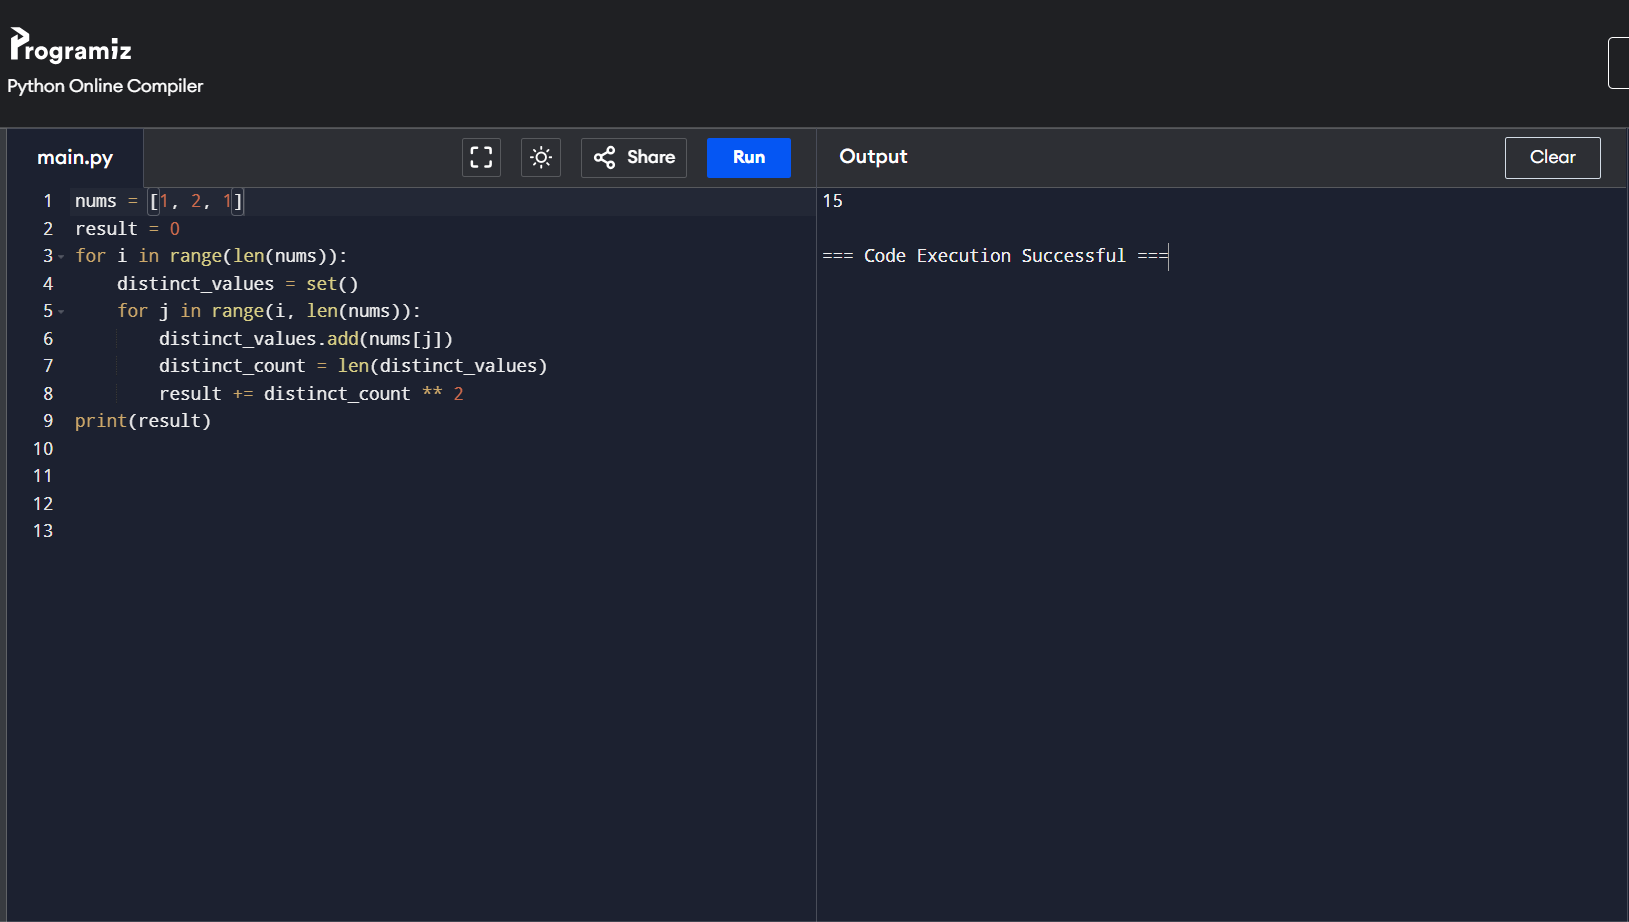 Programiz
Python Online Compiler
main.py
Share
Run
Output
Clear
1 nums = [1, 2, 1]
2 result = 0
3 for i in range(len(nums)):
4     distinct_values = set()
5     for j in range(i, len(nums)):
6         distinct_values.add(nums[j])
7         distinct_count = len(distinct_values)
8         result += distinct_count ** 2
9 print(result)
10
11
12
13
15
=== Code Execution Successful ===